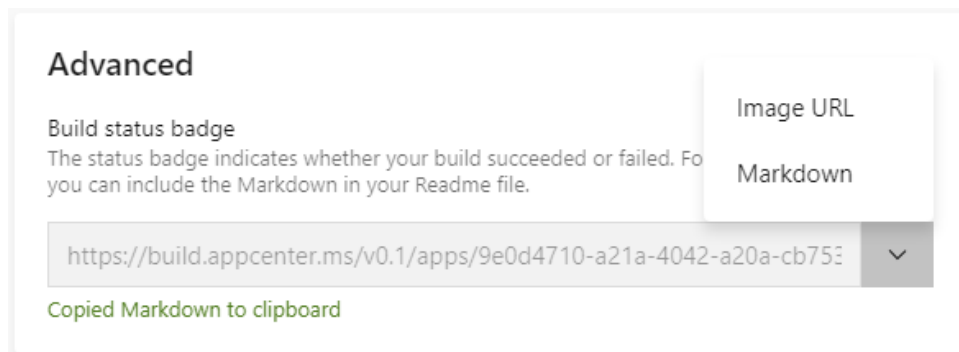 Advanced
Image URL
Build status badge
The status badge indicates whether your build succeeded or failed.
Markdown
you can include the Markdown in your Readme file.
https://build.appcenter.ms/v0.1/apps/9e0d4710-a21a-4042-a20a-cb753
Copied Markdown to clipboard